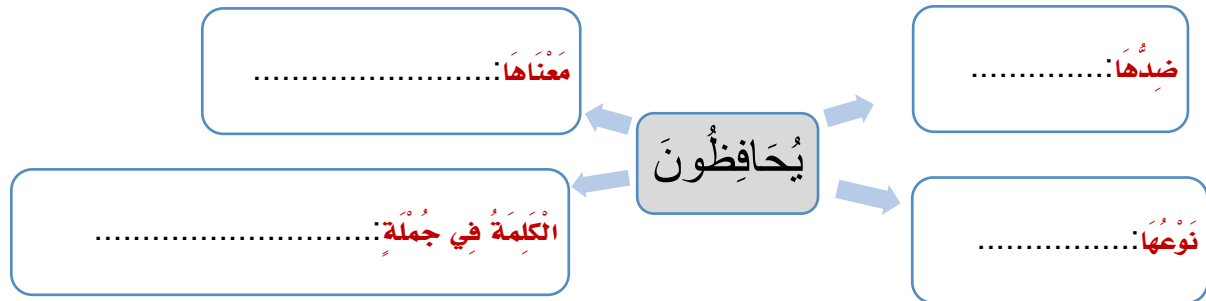 ضِدُّهَا:..............
مَعْنَاهَا:.........................
يُحَافِظُونَ
نَوْعُهَا:................
الْكَلِمَةُ فِي جُمْلَةٍ:.............................